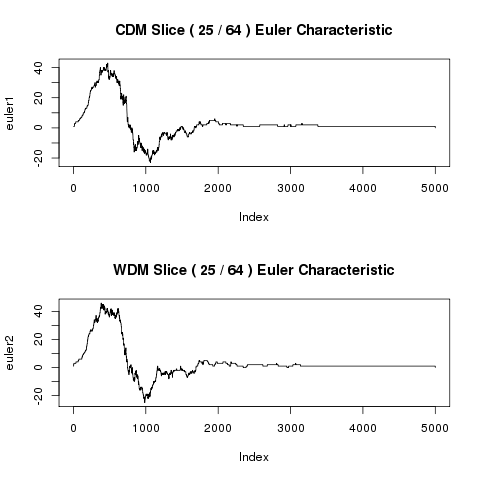 CDM Slice ( 25 / 64 ) Euler Characteristic
euler1
40
20
0
-20
0 1000 2000 3000 4000 5000
Index
WDM Slice ( 25 / 64 ) Euler Characteristic
euler2
40
20
0
-20
0 1000 2000 3000 4000 5000
Index